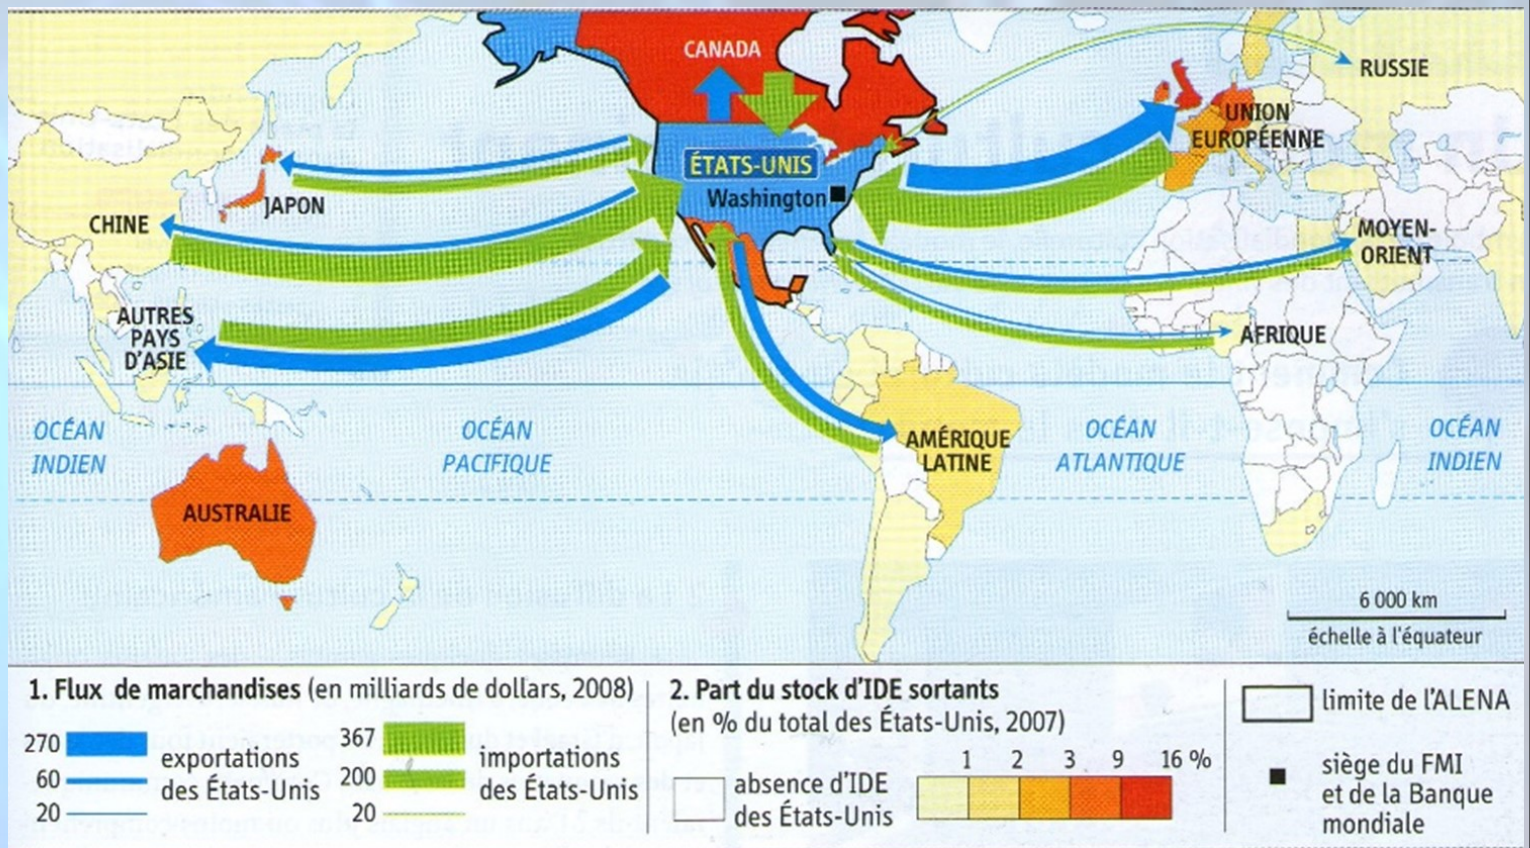 CANADA
RUSSIE
UNION
EUROPÉENNE
ÉTATS-UNIS
Washington
JAPON
CHINE
MOYEN-
ORIENT
AUTRES
PAYS
D'ASIE
AFRIQUE
OCÉAN
INDIEN
OCÉAN
PACIFIQUE
AMÉRIQUE
LATINE
OCÉAN
ATLANTIQUE
OCÉAN
INDIEN
AUSTRALIE
6 000 km
échelle à l'équateur
1. Flux de marchandises (en milliards de dollars, 2008)
270
60
20
exportations
des États-Unis
367
200
20
importations
des États-Unis
2. Part du stock d'IDE sortants
(en % du total des États-Unis, 2007)
absence d'IDE
des États-Unis
1 2 3 9 16 %
limite de l'ALENA
siège du FMI
et de la Banque
mondiale